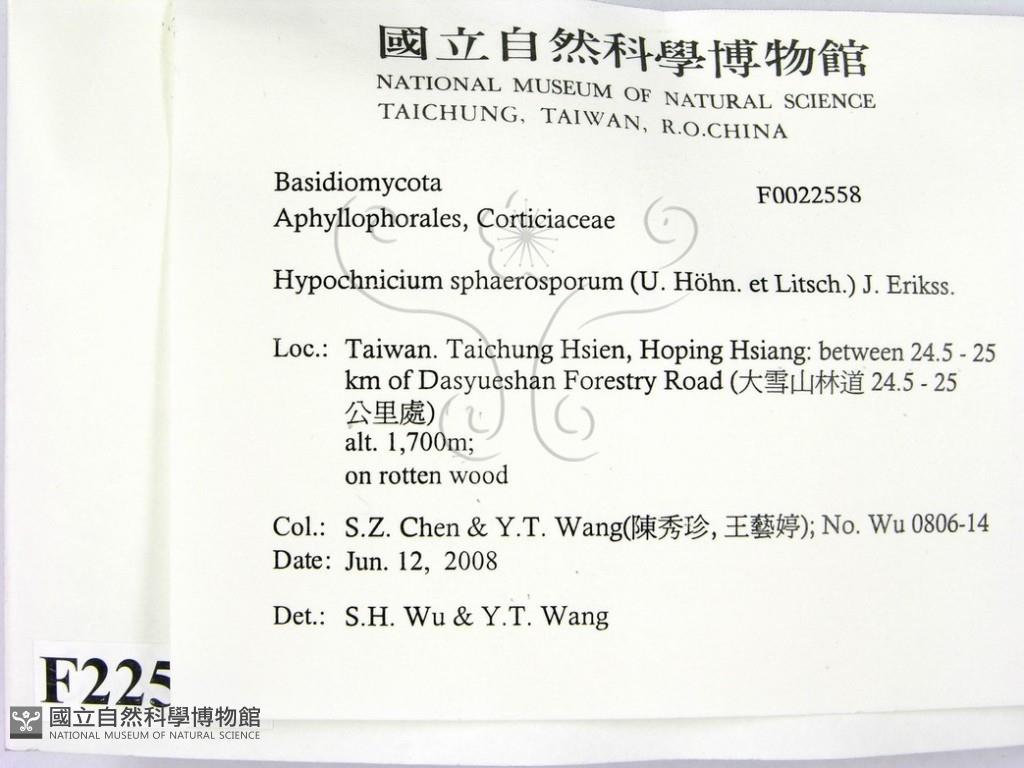 國立自然科學博物館
NATIONAL MUSEUM OF NATURAL SCIENCE
TAICHUNG, TAIWAN, R.O.CHINA
Basidiomycota
F0022558
Aphyllophorales, Corticiaceae
Hypochnicium sphaerosporum (U. Höhn. et Litsch.) J. Erikss.
Loc.: Taiwan. Taichung Hsien, Hoping Hsiang: between 24.5 - 25
km of Dasyueshan Forestry Road (大雪山林道 24.5 - 25
公里處)
alt. 1,700m;
on rotten wood
Col.: S.Z. Chen & Y.T. Wang(陳秀珍, 王藝婷); No. Wu 0806-14
Date: Jun. 12, 2008
Det.: S.H. Wu & Y.T. Wang
F225
國立自然科學博物館
NATIONAL MUSEUM OF NATURAL SCIENCE